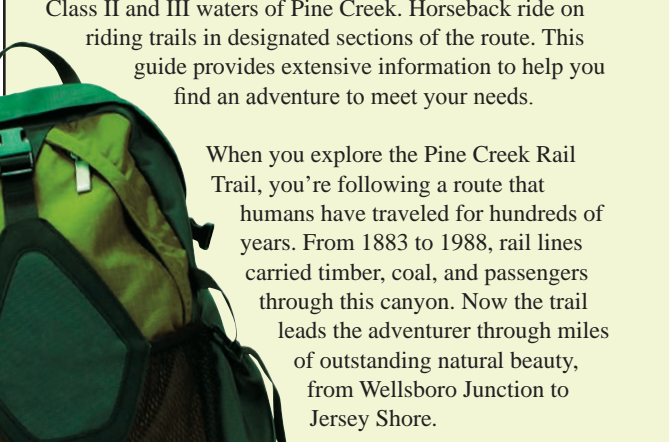 Class II and III waters of Pine Creek. Horseback ride on
riding trails in designated sections of the route. This
guide provides extensive information to help you
find an adventure to meet your needs.
When you explore the Pine Creek Rail
Trail, you’re following a route that
humans have traveled for hundreds of
years. From 1883 to 1988, rail lines
carried timber, coal, and passengers
through this canyon. Now the trail
leads the adventurer through miles
of outstanding natural beauty,
from Wellsboro Junction to
Jersey Shore.